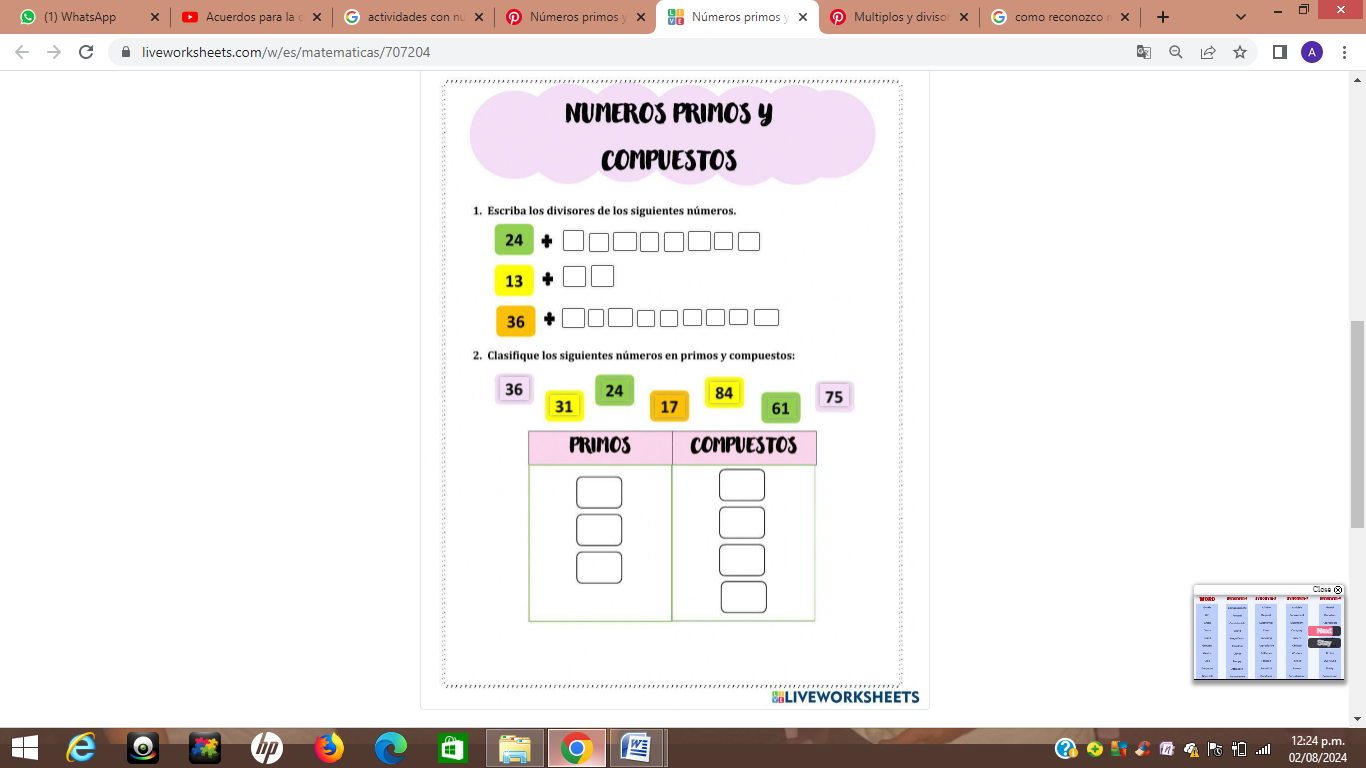 (1) WhatsApp
Acuerdos para la c
actividades con nu
Números primos y
Números primos y
Multiplos y divisor
como reconozco n
liveworksheets.com/w/es/matematicas/707204
A
NUMEROS PRIMOS Y
COMPUESTOS
1. Escriba los divisores de los siguientes números.
24
13
36
2. Clasifique los siguientes números en primos y compuestos:
36 31 24 17 84 61 75
PRIMOS COMPUESTOS
Close
WORD
Next
Stay
LIVEWORKSHEETS
12:24 p.m.
02/08/2024